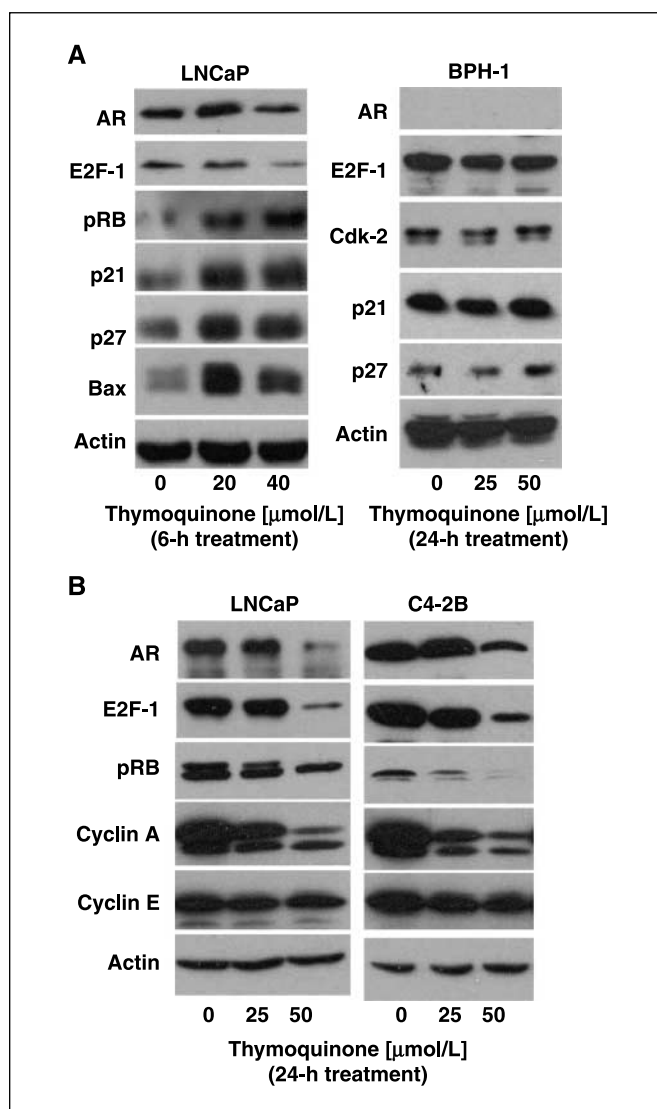 A
LNCaP
AR
E2F-1
pRB
p21
p27
Bax
Actin
0 20 40
Thymoquinone [μmol/L]
(6-h treatment)
BPH-1
AR
E2F-1
Cdk-2
p21
p27
Actin
0 25 50
Thymoquinone [μmol/L]
(24-h treatment)
B
LNCaP C4-2B
AR
E2F-1
pRB
Cyclin A
Cyclin E
Actin
0 25 50 0 25 50
Thymoquinone [μmol/L]
(24-h treatment)